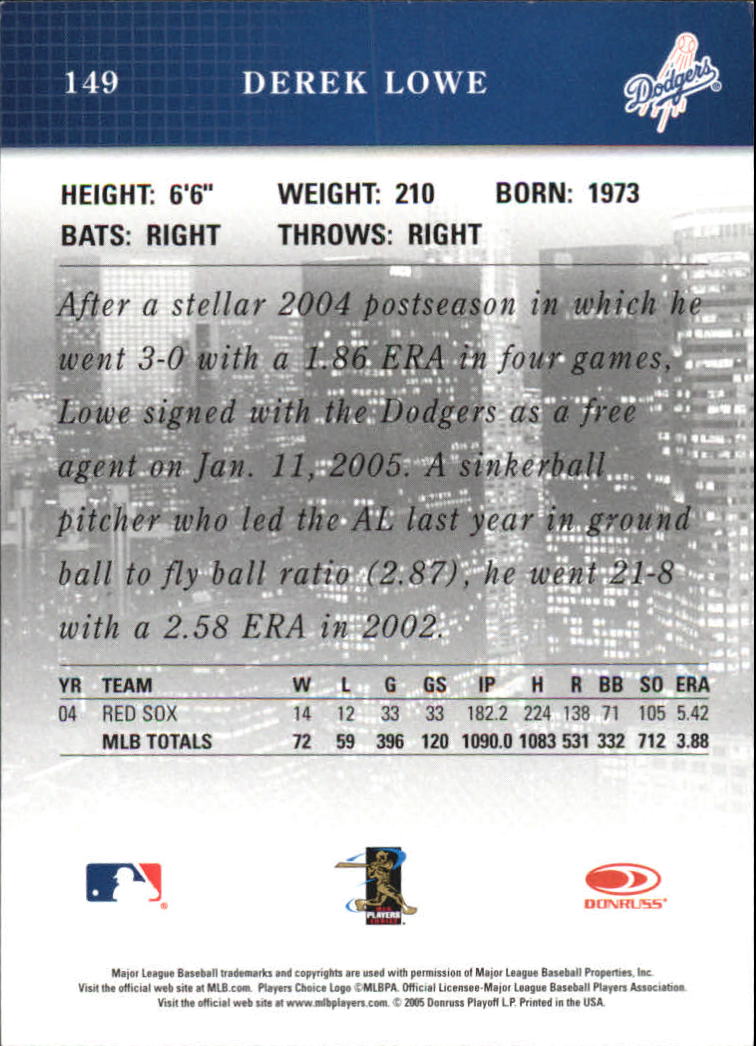 149 DEREK LOWE Dodgers®
HEIGHT: 6'6" WEIGHT: 210 BORN: 1973
BATS: RIGHT THROWS: RIGHT
After a stellar 2004 postseason in which he
went 3-0 with a 1.86 ERA in four games,
Lowe signed with the Dodgers as a free
agent on Jan. 11, 2005. A sinkerball
pitcher who led the AL last year in ground
ball to fly ball ratio (2.87), he went 21-8
with a 2.58 ERA in 2002.
YR TEAM W L G GS IP H R BB SO ERA
04 RED SOX 14 12 33 33 182.2 224 138 71 105 5.42
MLB TOTALS 72 59 396 120 1090.0 1083 531 332 712 3.88
MLB
PLAYERS
CHOICE
DONRUSS®
Major League Baseball trademarks and copyrights are used with permission of Major League Baseball Properties, Inc.
Visit the official web site at MLB.com. Players Choice Logo ©MLBPA. Official Licensee-Major League Baseball Players Association.
Visit the official web site at www.mlbplayers.com. © 2005 Donruss Playoff L.P. Printed in the USA.